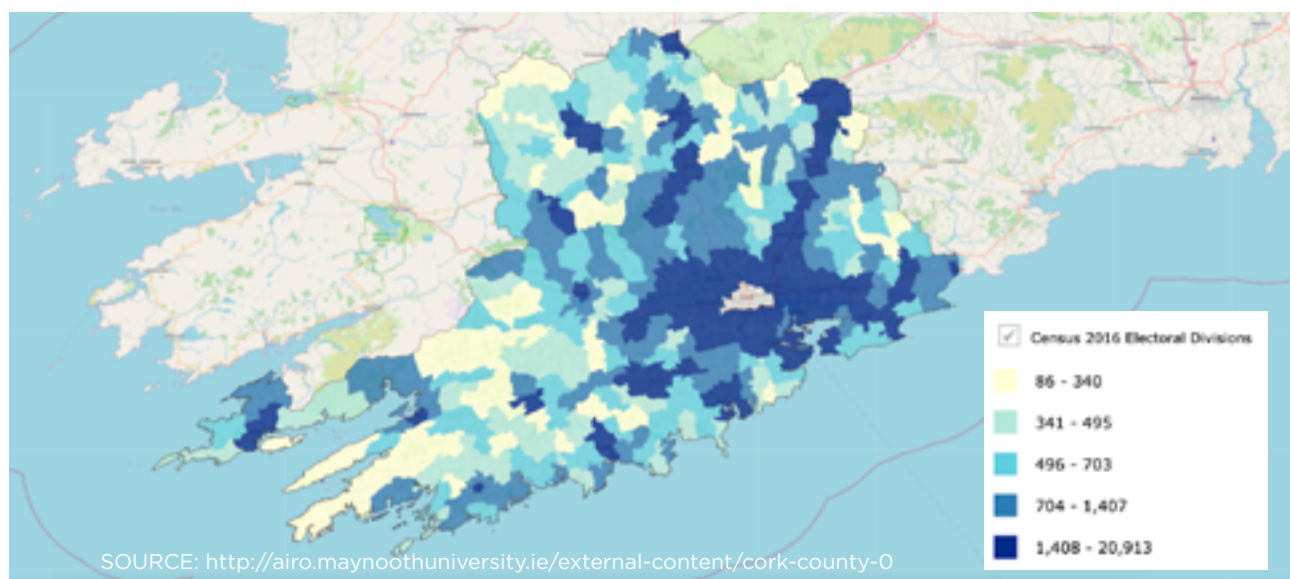 Census 2016 Electoral Divisions
86 - 340
341 - 495
496 - 703
704 - 1,407
1,408 - 20,913
SOURCE: http://airo.maynoothuniversity.ie/external-content/cork-county-0